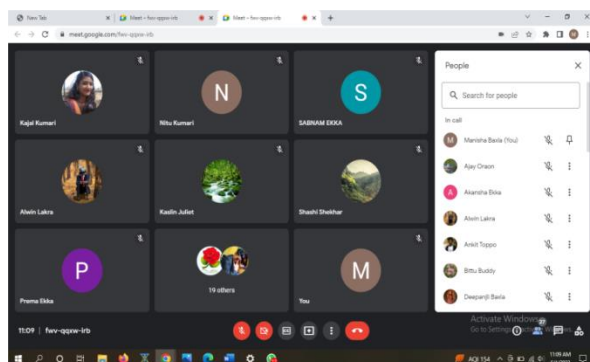 New Tab
Meet – fwv-qqxw-irb
Meet – fwv-qqxw-irb
meet.google.com/fwv-qqxw-irb
Kajal Kumari
N
Nitu Kumari
S
SABNAM EKKA
Alwin Lakra
Kadin Juliet
Shashi Shekhar
P
Prema Ekka
19 others
M
You
People
Search for people
In call
M Manisha Baxla (You)
Ajay Oraon
A Akansha Ekka
Alwin Lakra
Ankit Toppo
Bittu Buddy
Deepanjli Baxla
Activate Windows
Go to Settings
11:09 | fwv-qqxw-irb
27
AQI 154
11:09 AM